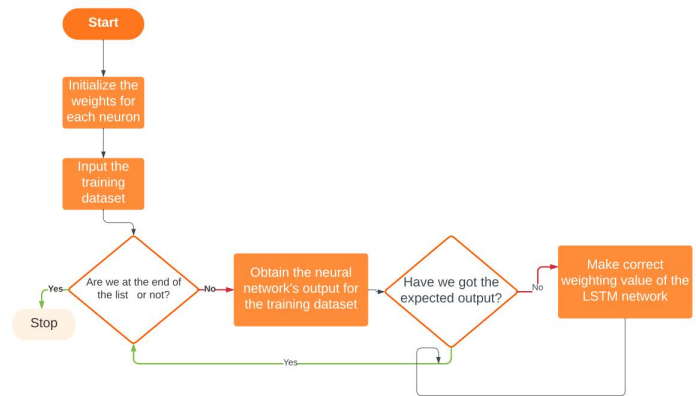 Start
Initialize the
weights for
each neuron
Input the
training
dataset
Are we at the end of
the list or not?
Yes
Stop
No
Obtain the neural
network's output for
the training dataset
Have we got the
expected output?
No
Make correct
weighting value of the
LSTM network
Yes